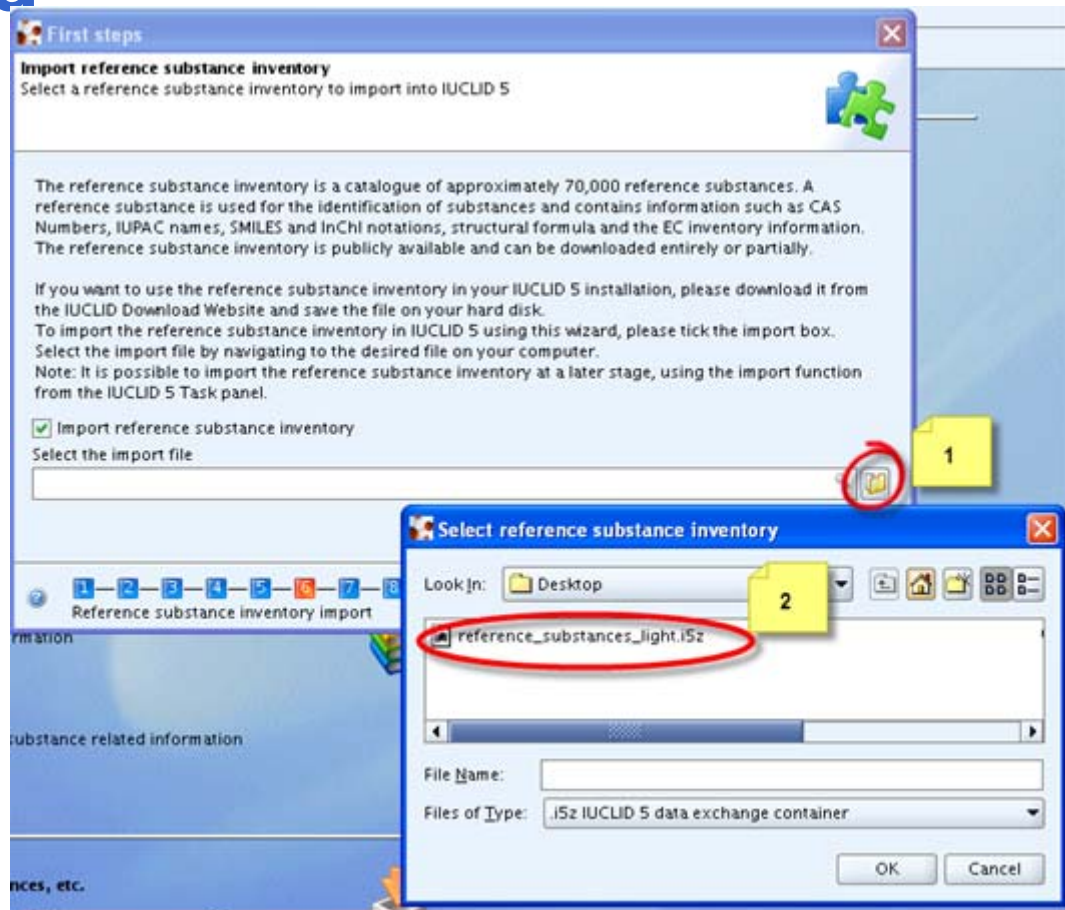 First steps
Import reference substance inventory
Select a reference substance inventory to import into IUCLID 5
The reference substance inventory is a catalogue of approximately 70,000 reference substances. A
reference substance is used for the identification of substances and contains information such as CAS
Numbers, IUPAC names, SMILES and InChI notations, structural formula and the EC inventory information.
The reference substance inventory is publicly available and can be downloaded entirely or partially.
If you want to use the reference substance inventory in your IUCLID 5 installation, please download it from
the IUCLID Download Website and save the file on your hard disk.
To import the reference substance inventory in IUCLID 5 using this wizard, please tick the import box.
Select the import file by navigating to the desired file on your computer.
Note: It is possible to import the reference substance inventory at a later stage, using the import function
from the IUCLID 5 Task panel.
Import reference substance inventory
Select the import file
1
Select reference substance inventory
Look In: Desktop
2
1 2 3 4 5 6 7 8
Reference substance inventory import
reference_substances_light.i5z
rmation
substance related information
File Name:
Files of Type: .i5z IUCLID 5 data exchange container
OK Cancel
nces, etc.